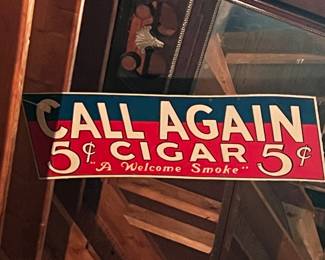 CALL AGAIN
5¢ CIGAR 5¢
"A Welcome Smoke"